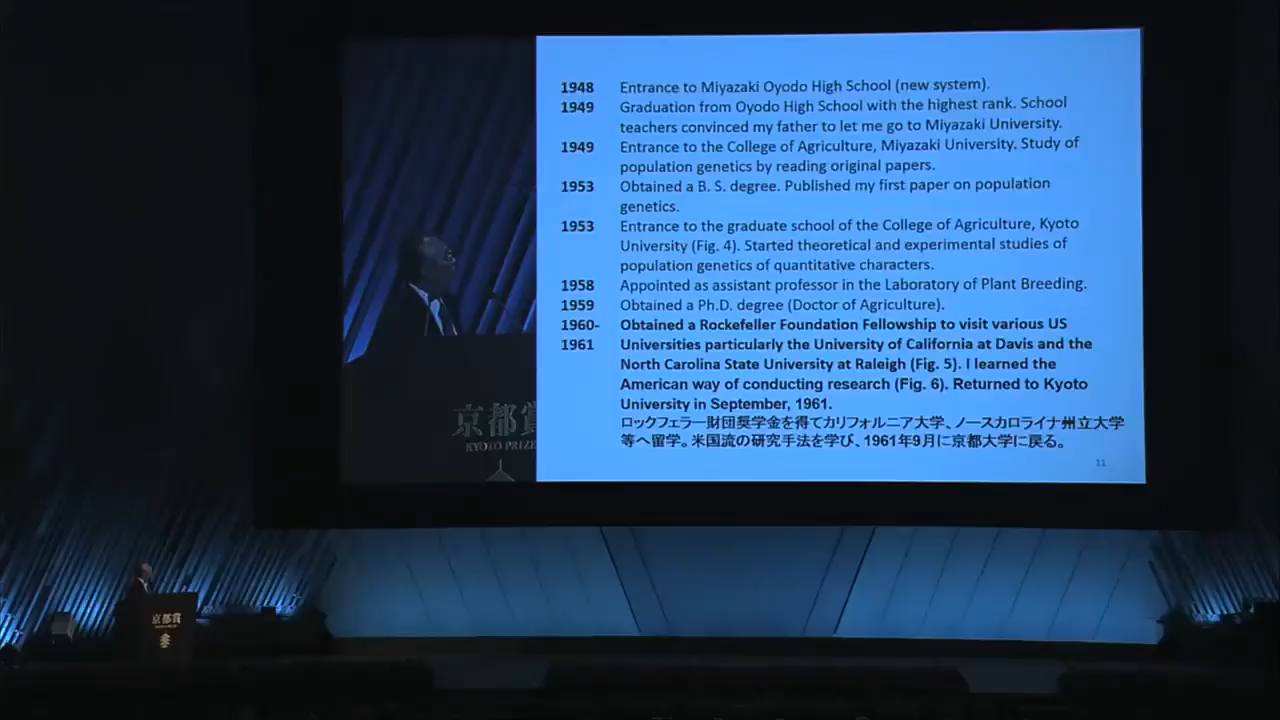 1948 Entrance to Miyazaki Oyodo High School (new system).
1949 Graduation from Oyodo High School with the highest rank. School
teachers convinced my father to let me go to Miyazaki University.
1949 Entrance to the College of Agriculture, Miyazaki University. Study of
population genetics by reading original papers.
1953 Obtained a B. S. degree. Published my first paper on population
genetics.
1953 Entrance to the graduate school of the College of Agriculture, Kyoto
University (Fig. 4). Started theoretical and experimental studies of
population genetics of quantitative characters.
1958 Appointed as assistant professor in the Laboratory of Plant Breeding.
1959 Obtained a Ph.D. degree (Doctor of Agriculture).
1960- Obtained a Rockefeller Foundation Fellowship to visit various US
1961 Universities particularly the University of California at Davis and the
North Carolina State University at Raleigh (Fig. 5). I learned the
American way of conducting research (Fig. 6). Returned to Kyoto
University in September, 1961.
ロックフェラー財団奨学金を得てカリフォルニア大学、ノースカロライナ州立大学
等へ留学。米国流の研究手法を学び、1961年9月に京都大学に戻る。
11
京都賞
KYOTO PRIZE
京都賞